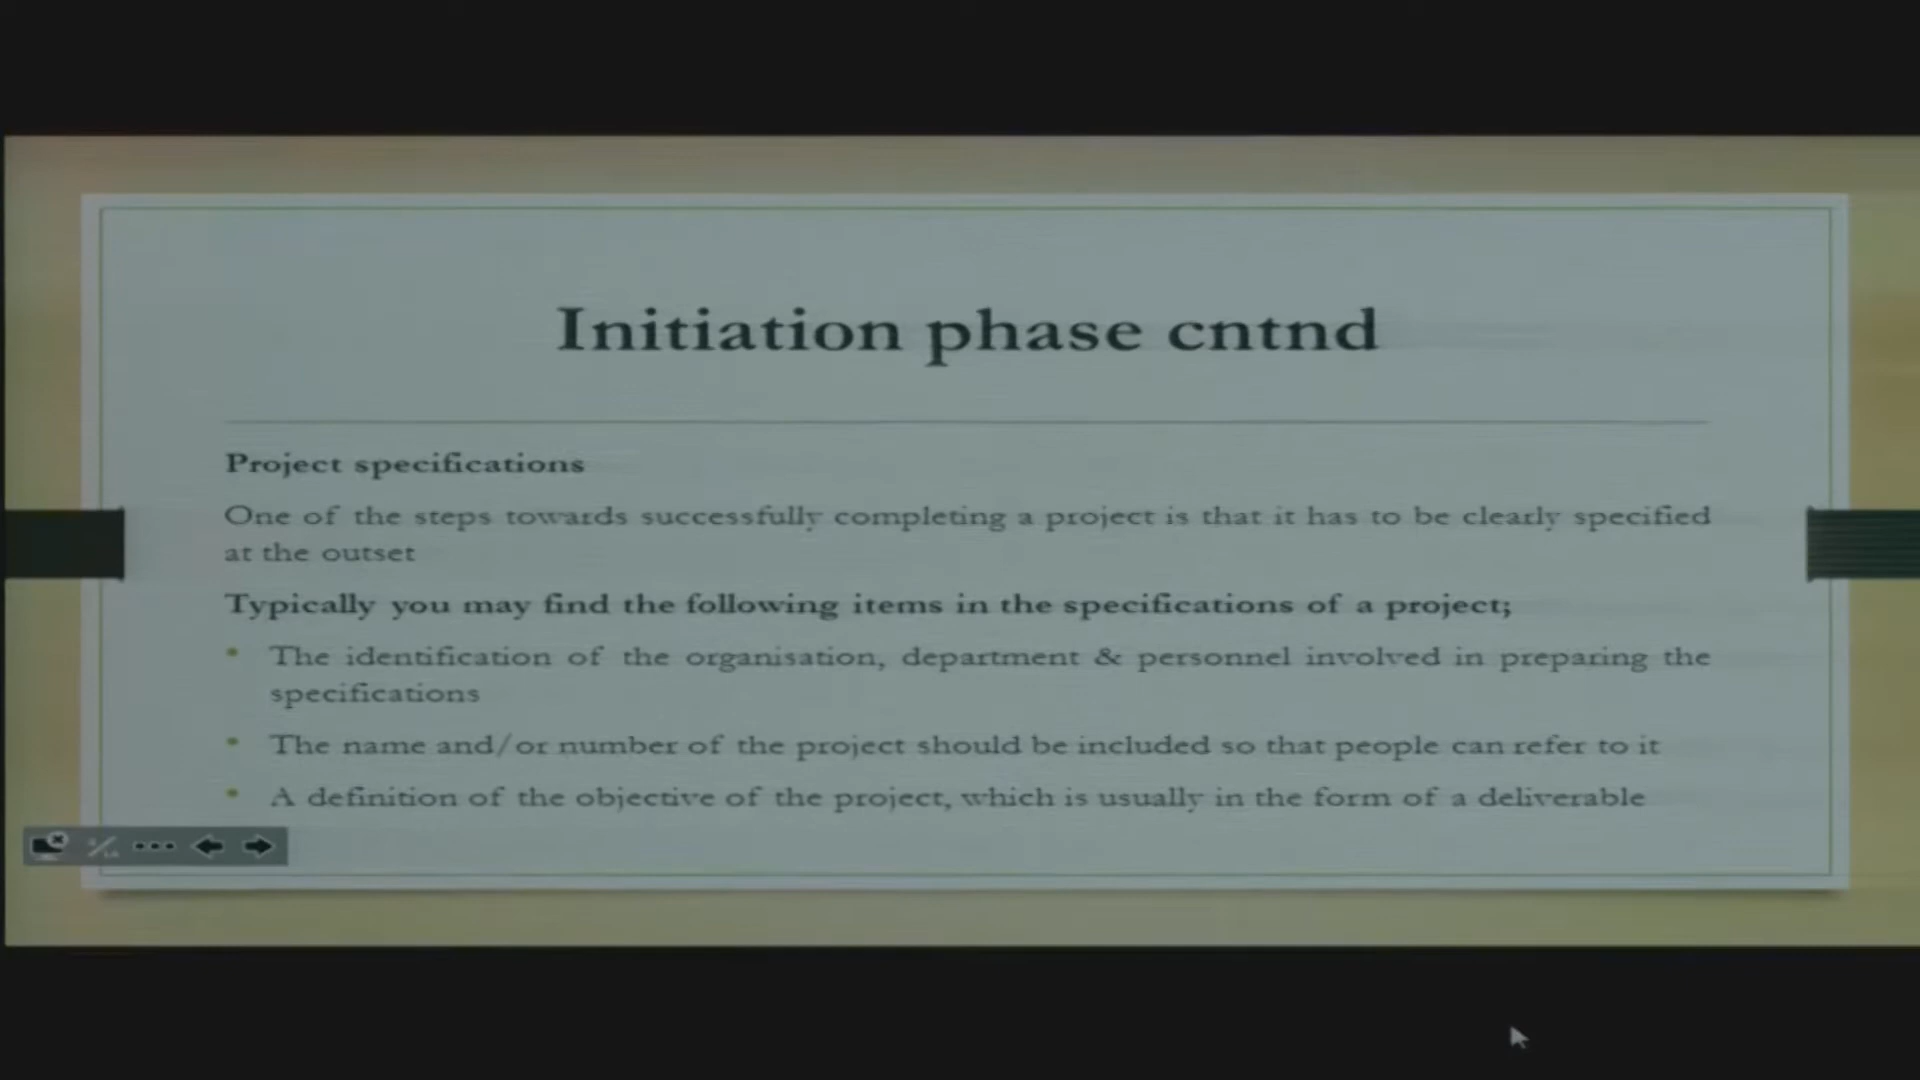 Initiation phase cntnd
Project specifications
One of the steps towards successfully completing a project is that it has to be clearly specified
at the outset
Typically you may find the following items in the specifications of a project;
The identification of the organisation, department & personnel involved in preparing the
specifications
The name and/or number of the project should be included so that people can refer to it
A definition of the objective of the project, which is usually in the form of a deliverable